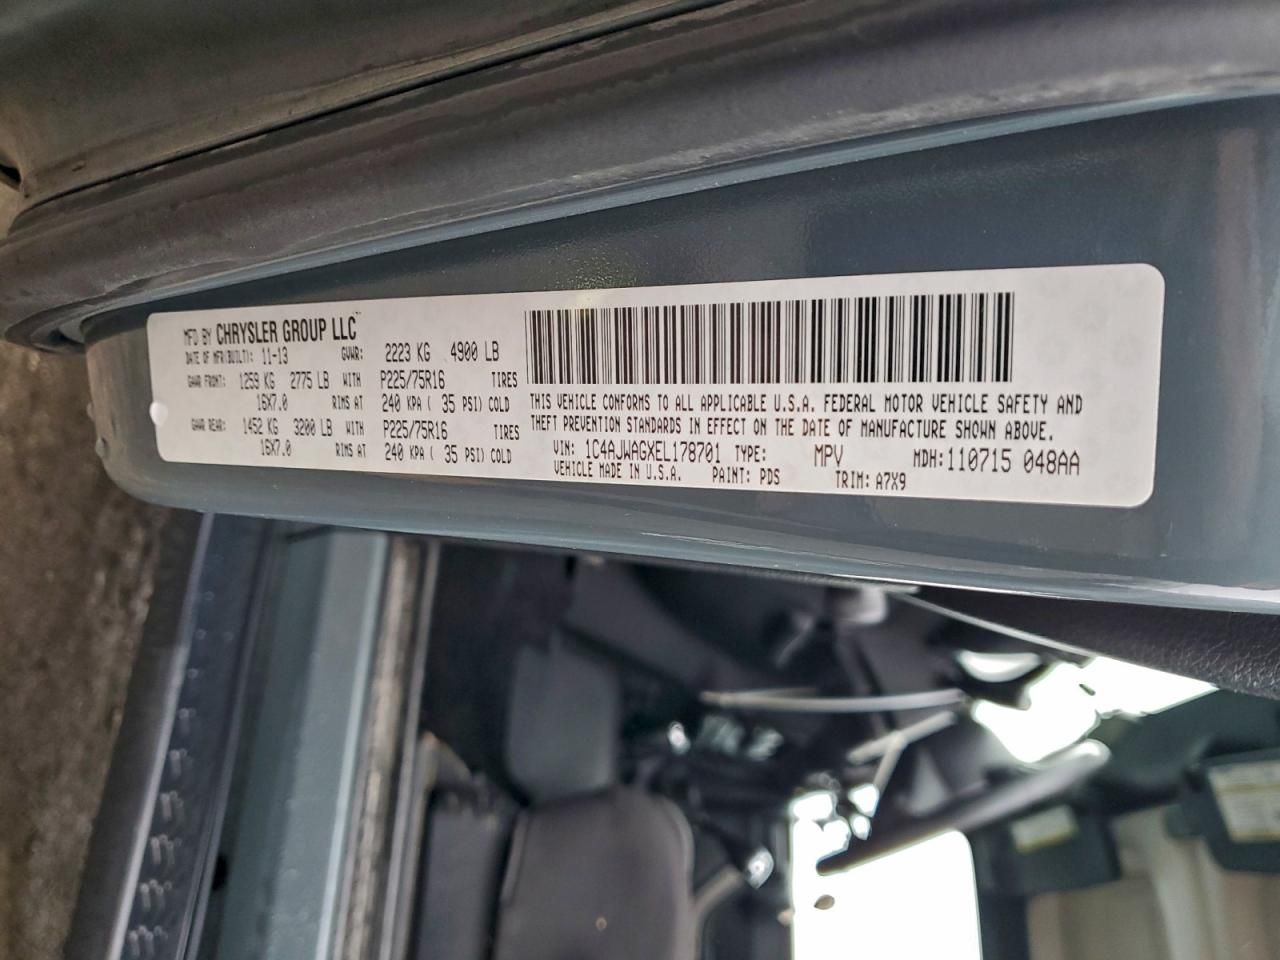 MFD BY CHRYSLER GROUP LLC™
DATE OF MFR(BUILT): 11-13 GVWR: 2223 KG 4900 LB
GAWR FRONT: 1259 KG 2775 LB WITH P225/75R16 TIRES
16X7.0 RIMS AT 240 KPA ( 35 PSI) COLD
GAWR REAR: 1452 KG 3200 LB WITH P225/75R16 TIRES
16X7.0 RIMS AT 240 KPA ( 35 PSI) COLD
THIS VEHICLE CONFORMS TO ALL APPLICABLE U.S.A. FEDERAL MOTOR VEHICLE SAFETY AND
THEFT PREVENTION STANDARDS IN EFFECT ON THE DATE OF MANUFACTURE SHOWN ABOVE.
VIN: 1C4AJWAGXEL178701 TYPE: MPV MDH:110715 048AA
VEHICLE MADE IN U.S.A. PAINT: PDS TRIM: A7X9